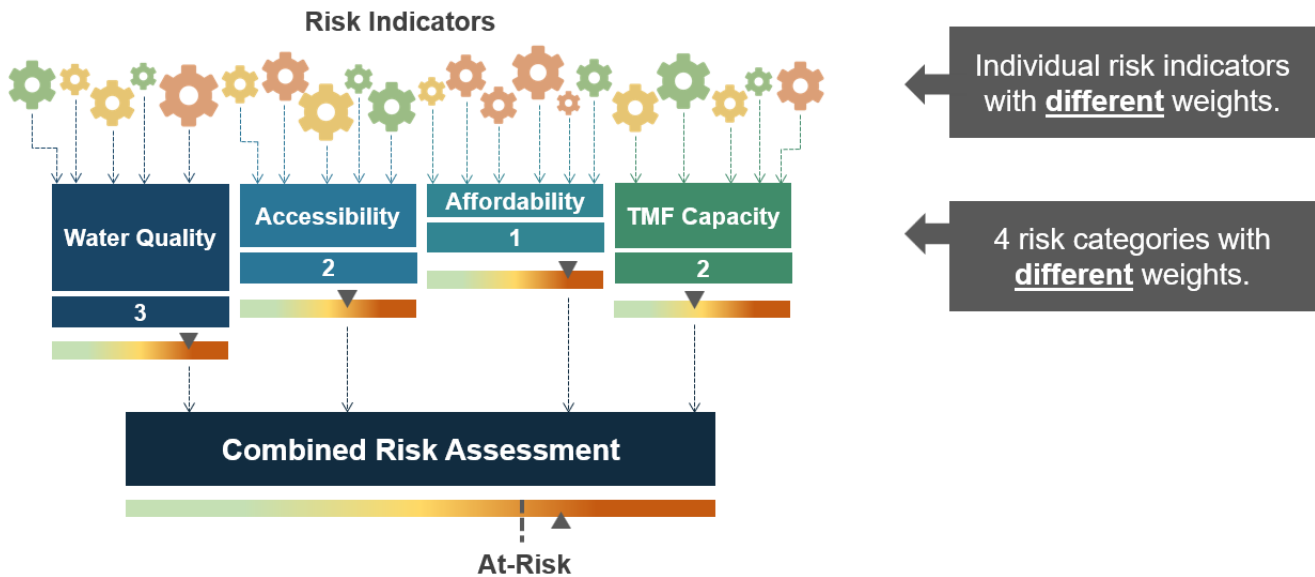 Risk Indicators
Individual risk indicators
with different weights.
Water Quality
3
Accessibility
2
Affordability
1
TMF Capacity
2
4 risk categories with
different weights.
Combined Risk Assessment
At-Risk